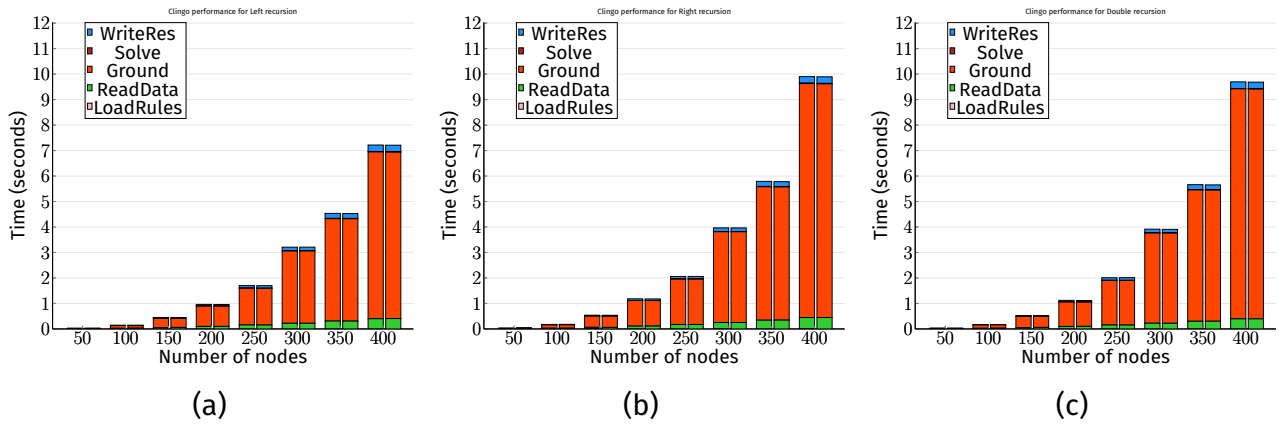 Clingo performance for Left recursion
12
11
10
9
8
7
6
5
4
3
2
1
0
Time (seconds)
WriteRes
Solve
Ground
ReadData
LoadRules
50 100 150 200 250 300 350 400
Number of nodes
(a)
Clingo performance for Right recursion
12
11
10
9
8
7
6
5
4
3
2
1
0
Time (seconds)
WriteRes
Solve
Ground
ReadData
LoadRules
50 100 150 200 250 300 350 400
Number of nodes
(b)
Clingo performance for Double recursion
12
11
10
9
8
7
6
5
4
3
2
1
0
Time (seconds)
WriteRes
Solve
Ground
ReadData
LoadRules
50 100 150 200 250 300 350 400
Number of nodes
(c)